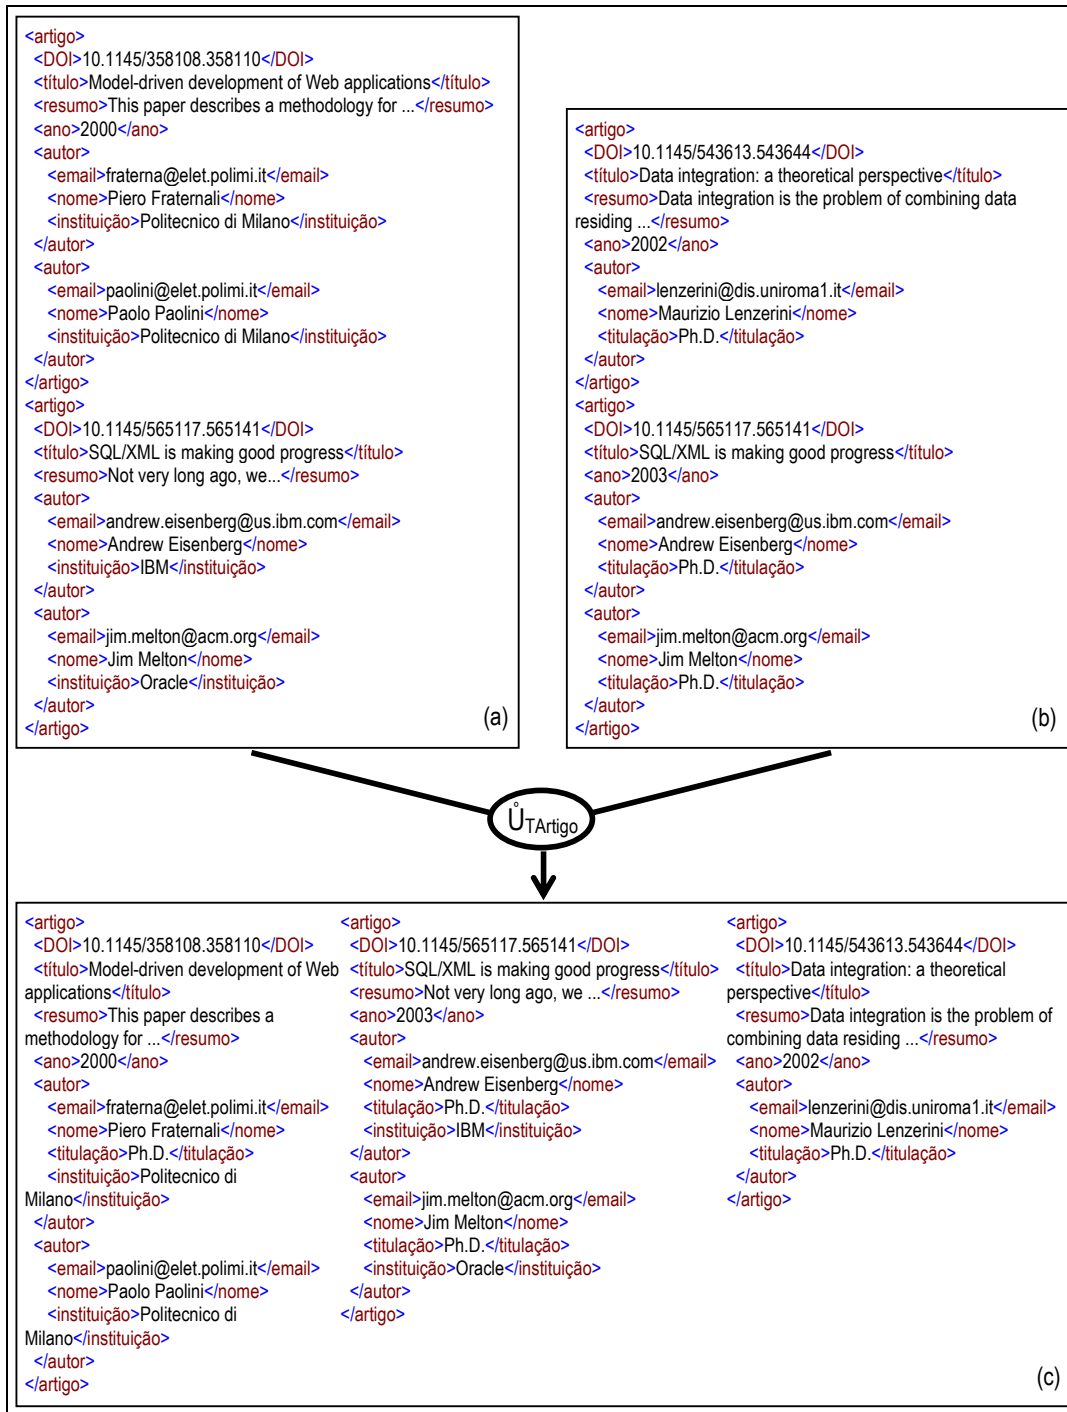 <artigo>
<DOI>10.1145/358108.358110</DOI>
<título>Model-driven development of Web applications</título>
<resumo>This paper describes a methodology for ...</resumo>
<ano>2000</ano>
<autor>
<email>fraterna@elet.polimi.it</email>
<nome>Piero Fraternali</nome>
<instituição>Politecnico di Milano</instituição>
</autor>
<autor>
<email>paolini@elet.polimi.it</email>
<nome>Paolo Paolini</nome>
<instituição>Politecnico di Milano</instituição>
</autor>
</artigo>
<artigo>
<DOI>10.1145/565117.565141</DOI>
<título>SQL/XML is making good progress</título>
<resumo>Not very long ago, we...</resumo>
<autor>
<email>andrew.eisenberg@us.ibm.com</email>
<nome>Andrew Eisenberg</nome>
<instituição>IBM</instituição>
</autor>
<autor>
<email>jim.melton@acm.org</email>
<nome>Jim Melton</nome>
<instituição>Oracle</instituição>
</autor>
</artigo>
(a)
<artigo>
<DOI>10.1145/543613.543644</DOI>
<título>Data integration: a theoretical perspective</título>
<resumo>Data integration is the problem of combining data
residing ...</resumo>
<ano>2002</ano>
<autor>
<email>lenzerini@dis.uniroma1.it</email>
<nome>Maurizio Lenzerini</nome>
<titulação>Ph.D.</titulação>
</autor>
</artigo>
<artigo>
<DOI>10.1145/565117.565141</DOI>
<título>SQL/XML is making good progress</título>
<ano>2003</ano>
<autor>
<email>andrew.eisenberg@us.ibm.com</email>
<nome>Andrew Eisenberg</nome>
<titulação>Ph.D.</titulação>
</autor>
<autor>
<email>jim.melton@acm.org</email>
<nome>Jim Melton</nome>
<titulação>Ph.D.</titulação>
</autor>
</artigo>
(b)
ŮTArtigo
<artigo>
<DOI>10.1145/358108.358110</DOI>
<título>Model-driven development of Web
applications</título>
<resumo>This paper describes a
methodology for ...</resumo>
<ano>2000</ano>
<autor>
<email>fraterna@elet.polimi.it</email>
<nome>Piero Fraternali</nome>
<titulação>Ph.D.</titulação>
<instituição>Politecnico di
Milano</instituição>
</autor>
<autor>
<email>paolini@elet.polimi.it</email>
<nome>Paolo Paolini</nome>
<instituição>Politecnico di
Milano</instituição>
</autor>
</artigo>
<artigo>
<DOI>10.1145/565117.565141</DOI>
<título>SQL/XML is making good progress</título>
<resumo>Not very long ago, we ...</resumo>
<ano>2003</ano>
<autor>
<email>andrew.eisenberg@us.ibm.com</email>
<nome>Andrew Eisenberg</nome>
<titulação>Ph.D.</titulação>
<instituição>IBM</instituição>
</autor>
<autor>
<email>jim.melton@acm.org</email>
<nome>Jim Melton</nome>
<titulação>Ph.D.</titulação>
<instituição>Oracle</instituição>
</autor>
</artigo>
<artigo>
<DOI>10.1145/543613.543644</DOI>
<título>Data integration: a theoretical
perspective</título>
<resumo>Data integration is the problem of
combining data residing ...</resumo>
<ano>2002</ano>
<autor>
<email>lenzerini@dis.uniroma1.it</email>
<nome>Maurizio Lenzerini</nome>
<titulação>Ph.D.</titulação>
</autor>
</artigo>
(c)